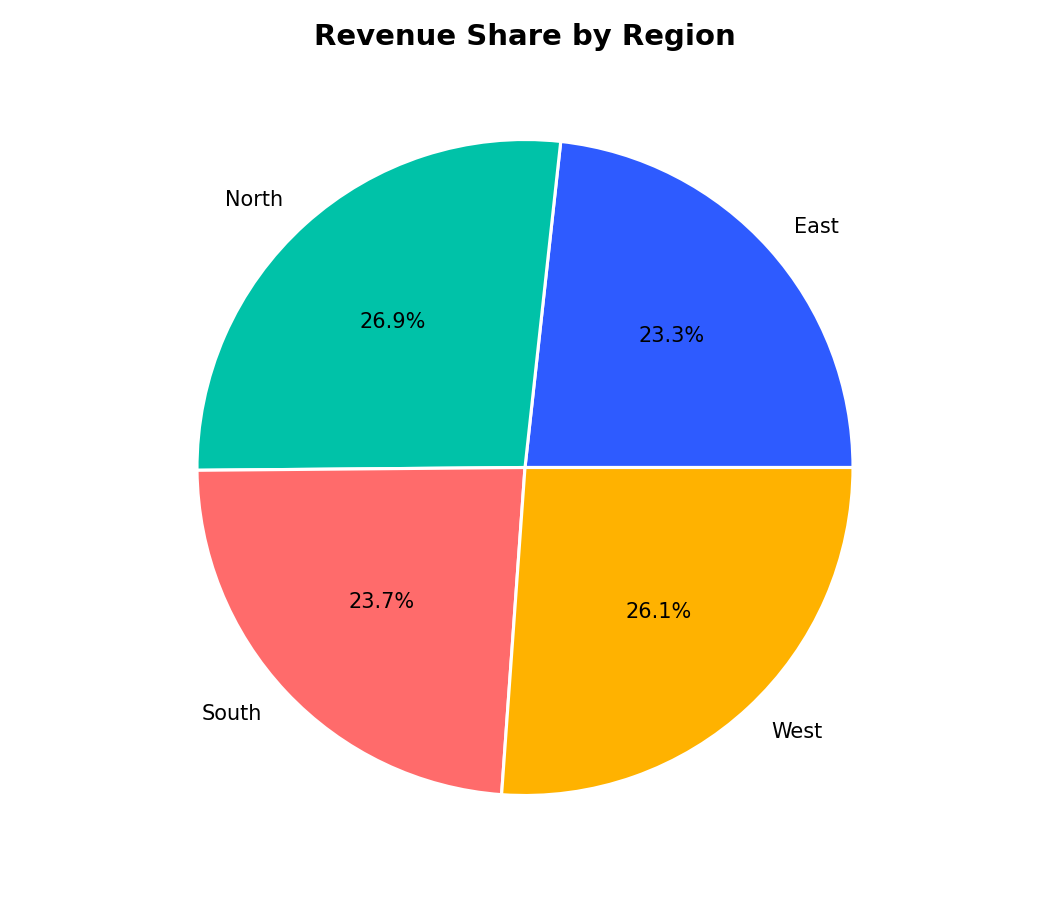 Revenue Share by Region
North
East
26.9%
23.3%
23.7%
26.1%
South
West